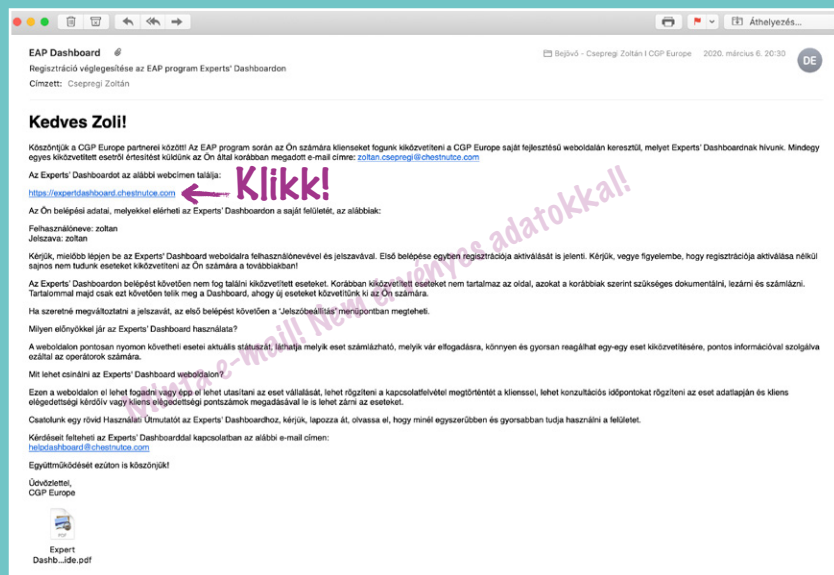 Áthelyezés...
EAP Dashboard
Bejövő - Csepregi Zoltán I CGP Europe 2020. március 6. 20:30
DE
Regisztráció véglegesítése az EAP program Experts' Dashboardon
Címzett: Csepregi Zoltán
Kedves Zoli!
Köszöntjük a CGP Europe partnerei között! Az EAP program során az Ön számára klienseket fogunk kiközvetíteni a CGP Europe saját fejlesztésű weboldalán keresztül, melyet Experts' Dashboardnak hívunk. Mindegy
egyes kiközvetített esetről értesítést küldünk az Ön által korábban megadott e-mail címre: zoltan.csepregi@chestnutce.com
Az Experts' Dashboardot az alábbi webcímen találja:
https://expertdashboard.chestnutce.com
Klikk!
Az Ön belépési adatai, melyekkel elérheti az Experts' Dashboardon a saját felületét, az alábbiak:
Felhasználóneve: zoltan
Jelszava: zoltan
Kérjük, mielőbb lépjen be az Experts' Dashboard weboldalra felhasználónevével és jelszavával. Első belépése egyben regisztrációja aktiválását is jelenti. Kérjük, vegye figyelembe, hogy regisztrációja aktiválása nélkül
sajnos nem tudunk eseteket kiközvetíteni az Ön számára a továbbiakban!
Az Experts' Dashboardon belépést követően nem fog találni kiközvetített eseteket. Korábban kiközvetített eseteket nem tartalmaz az oldal, azokat a korábbiak szerint szükséges dokumentálni, lezárni és számlázni.
Tartalommal majd csak ezt követően telik meg a Dashboard, ahogy új eseteket közvetítünk ki az Ön számára.
Ha szeretné megváltoztatni a jelszavát, az első belépést követően a 'Jelszóbeállítás' menüpontban megteheti.
Milyen előnyökkel jár az Experts' Dashboard használata?
A weboldalon pontosan nyomon követheti esetei aktuális státuszát, láthatja melyik eset számlázható, melyik vár elfogadásra, könnyen és gyorsan reagálhat egy-egy eset kiközvetítésére, pontos információval szolgálva
ezáltal az operátorok számára.
Mit lehet csinálni az Experts' Dashboard weboldalon?
Ezen a weboldalon el lehet fogadni vagy épp el lehet utasítani az eset vállalását, lehet rögzíteni a kapcsolatfelvétel megtörténtét a klienssel, lehet konzultációs időpontokat rögzíteni az eset adatlapján és kliens
elégedettségi kérdőív vagy kliens elégedettségi pontszámok megadásával le is lehet zárni az eseteket.
Csatolunk egy rövid Használati Útmutatót az Experts' Dashboardhoz, kérjük, lapozza át, olvassa el, hogy minél egyszerűbben és gyorsabban tudja használni a felületet.
Kérdéseit felteheti az Experts' Dashboarddal kapcsolatban az alábbi e-mail címen:
helpdashboard@chestnutce.com
Együttműködését ezúton is köszönjük!
Üdvözlettel,
CGP Europe
PDF
Expert
Dashb...ide.pdf
Minta e-mail! Nem érvényes adatokkal!